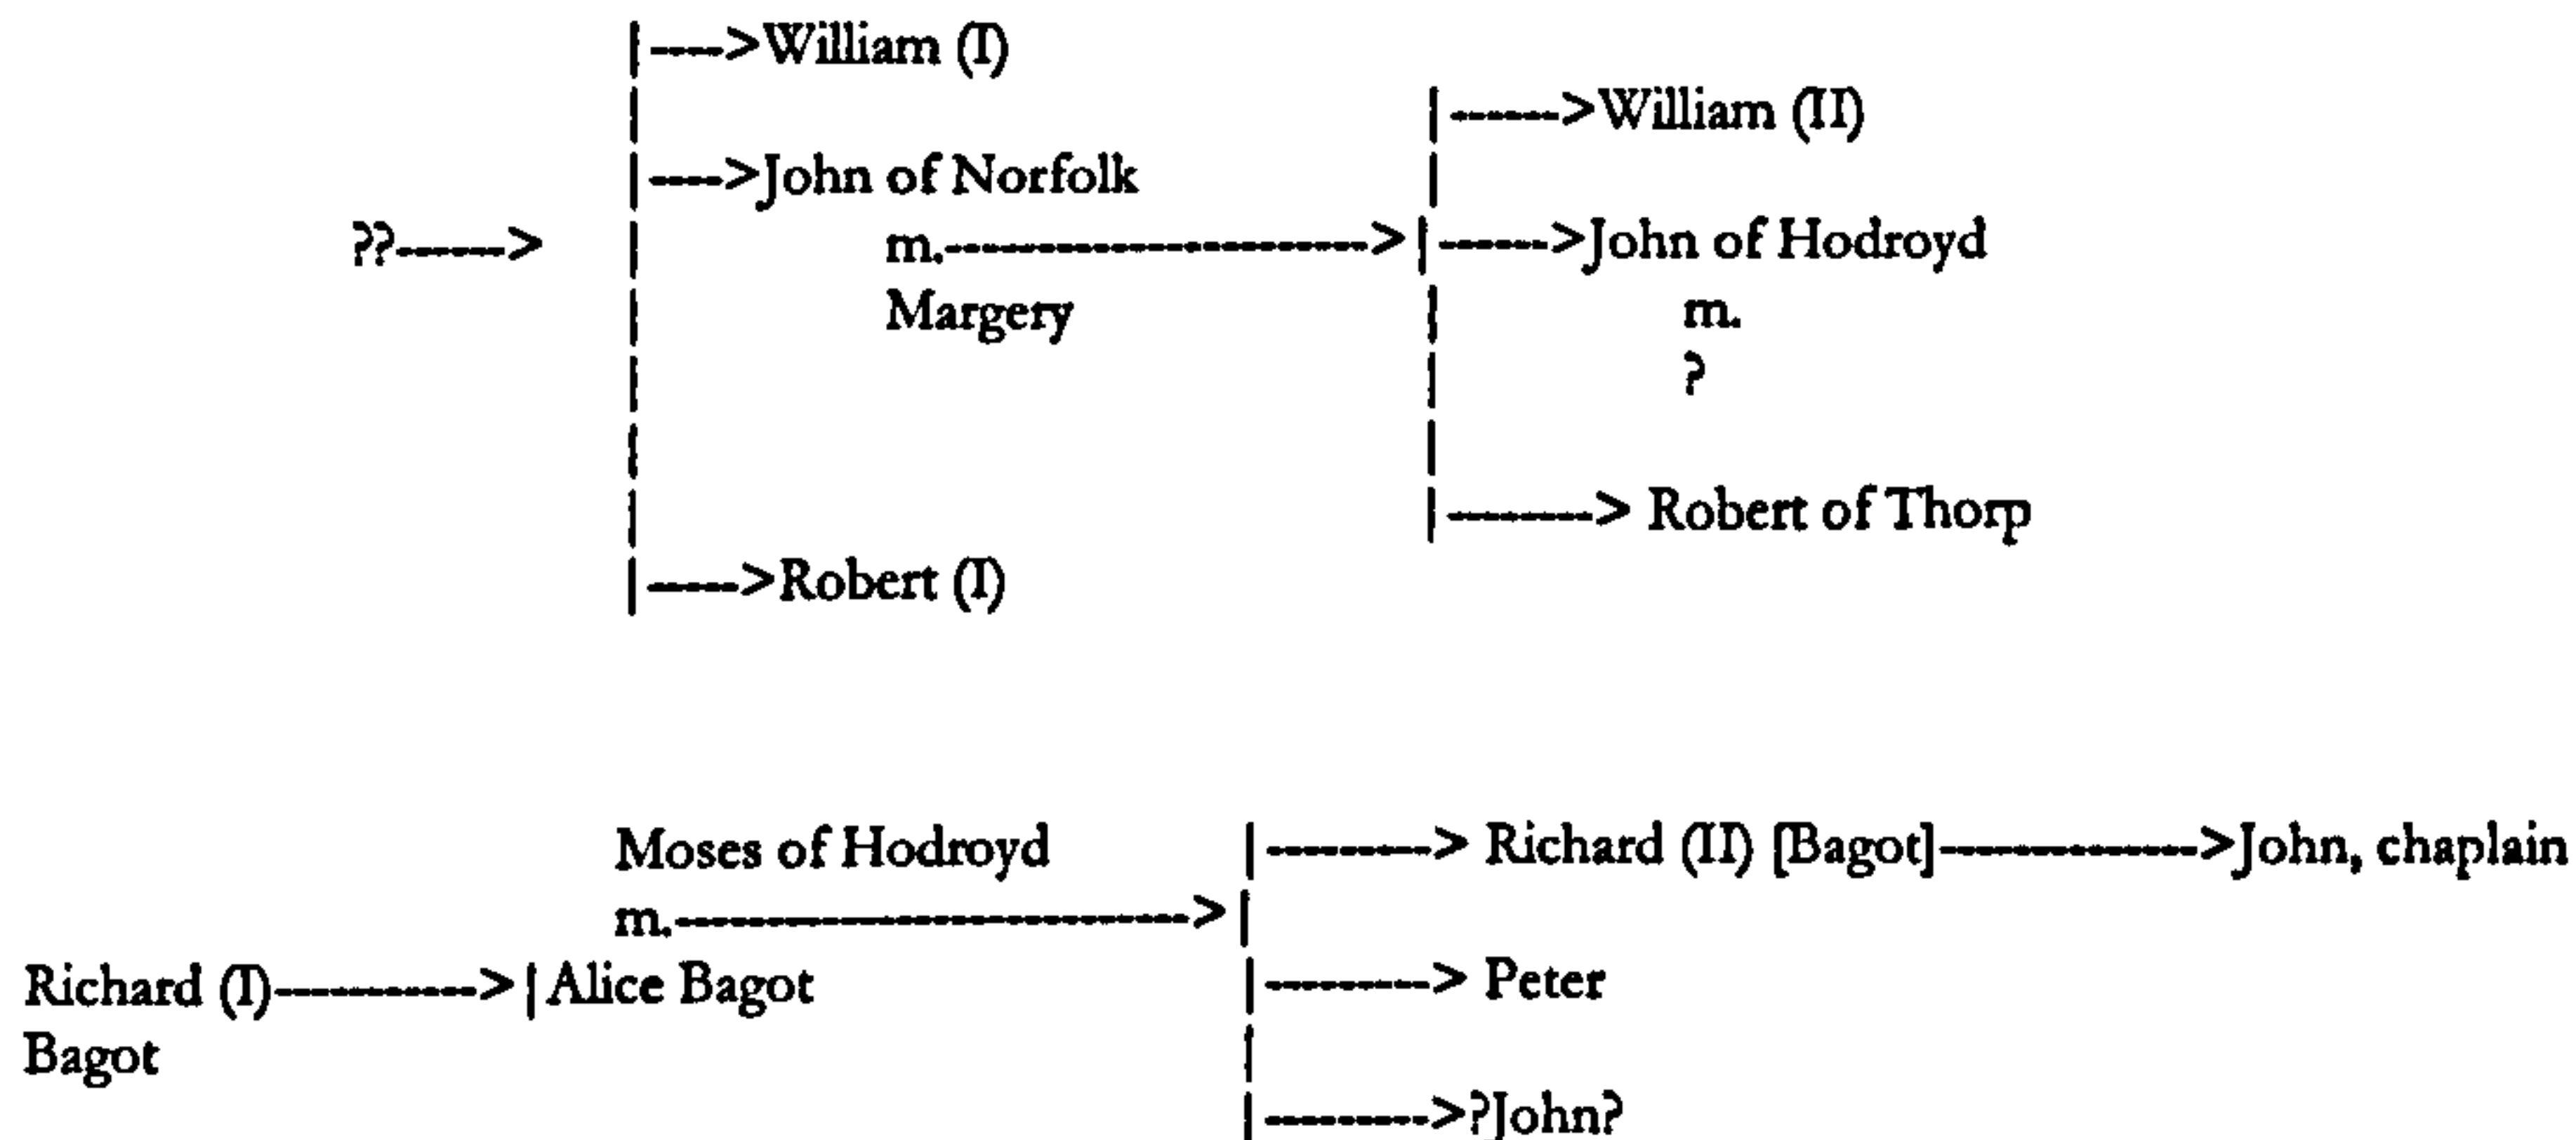 |---->William (I)
|------>William (II)
|---->John of Norfolk
??------> m.----------------------->|------>John of Hodroyd
Margery m.
?
|--------> Robert of Thorp
|----->Robert (I)
Moses of Hodroyd |---------> Richard (II) [Bagot]-------------->John, chaplain
m.---------------------------->|
Richard (I)----------->|Alice Bagot |---------> Peter
Bagot
|--------->?John?